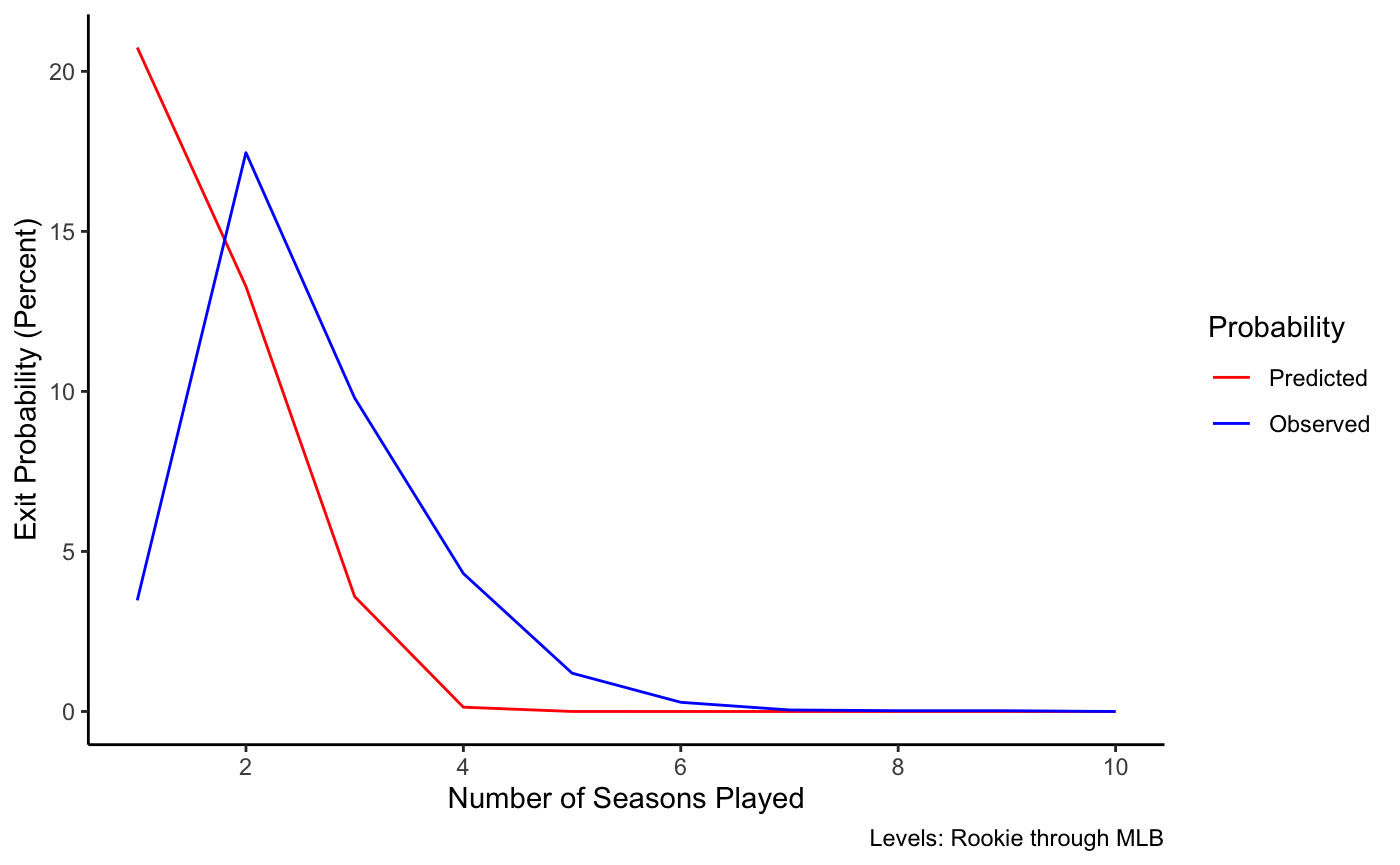 20
15
10
5
0
Exit Probability (Percent)
2 4 6 8 10
Number of Seasons Played
Levels: Rookie through MLB
Probability
Predicted
Observed